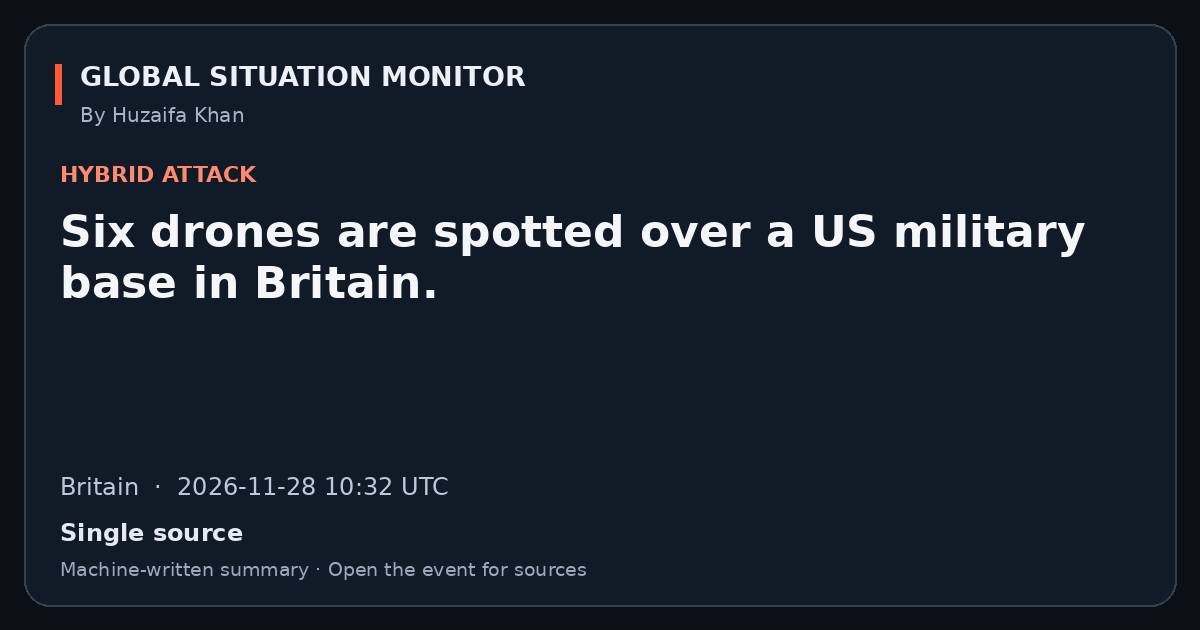 GLOBAL SITUATION MONITOR
By Huzaifa Khan
HYBRID ATTACK
Six drones are spotted over a US military
base in Britain.
Britain · 2026-11-28 10:32 UTC
Single source
Machine-written summary · Open the event for sources